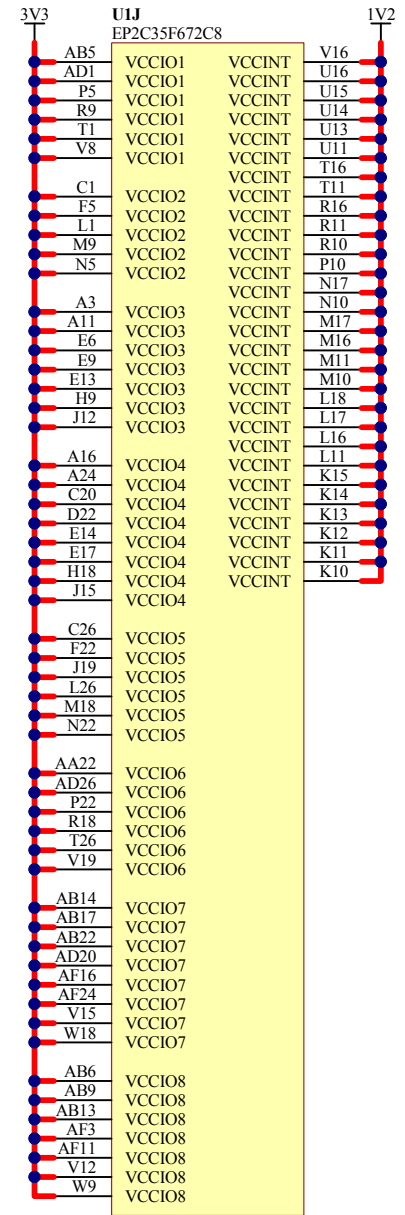 3V3 U1J 1V2
EP2C35F672C8
AB5 VCCIO1 VCCINT V16
AD1 VCCIO1 VCCINT U16
P5 VCCIO1 VCCINT U15
R9 VCCIO1 VCCINT U14
T1 VCCIO1 VCCINT U13
V8 VCCIO1 VCCINT U11
VCCINT T16
C1 VCCIO2 VCCINT T11
F5 VCCIO2 VCCINT R16
L1 VCCIO2 VCCINT R11
M9 VCCIO2 VCCINT R10
N5 VCCIO2 VCCINT P10
VCCINT N17
A3 VCCIO3 VCCINT N10
A11 VCCIO3 VCCINT M17
E6 VCCIO3 VCCINT M16
E9 VCCIO3 VCCINT M11
E13 VCCIO3 VCCINT M10
H9 VCCIO3 VCCINT L18
J12 VCCIO3 VCCINT L17
VCCINT L16
A16 VCCIO4 VCCINT L11
A24 VCCIO4 VCCINT K15
C20 VCCIO4 VCCINT K14
D22 VCCIO4 VCCINT K13
E14 VCCIO4 VCCINT K12
E17 VCCIO4 VCCINT K11
H18 VCCIO4 VCCINT K10
J15 VCCIO4
C26 VCCIO5
F22 VCCIO5
J19 VCCIO5
L26 VCCIO5
M18 VCCIO5
N22 VCCIO5
AA22 VCCIO6
AD26 VCCIO6
P22 VCCIO6
R18 VCCIO6
T26 VCCIO6
V19 VCCIO6
AB14 VCCIO7
AB17 VCCIO7
AB22 VCCIO7
AD20 VCCIO7
AF16 VCCIO7
AF24 VCCIO7
V15 VCCIO7
W18 VCCIO7
AB6 VCCIO8
AB9 VCCIO8
AB13 VCCIO8
AF3 VCCIO8
AF11 VCCIO8
V12 VCCIO8
W9 VCCIO8